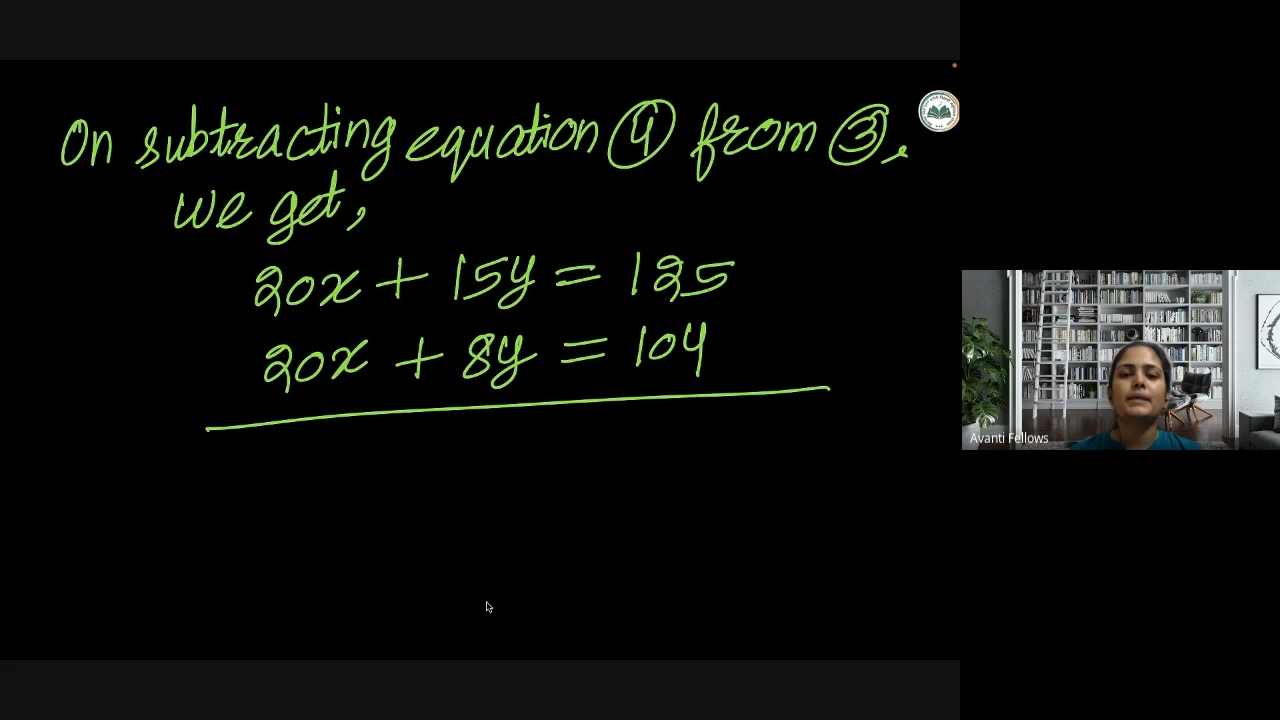 On subtracting equation ④ from ③,
we get,
20x + 15y = 125
20x + 8y = 104
Avanti Fellows